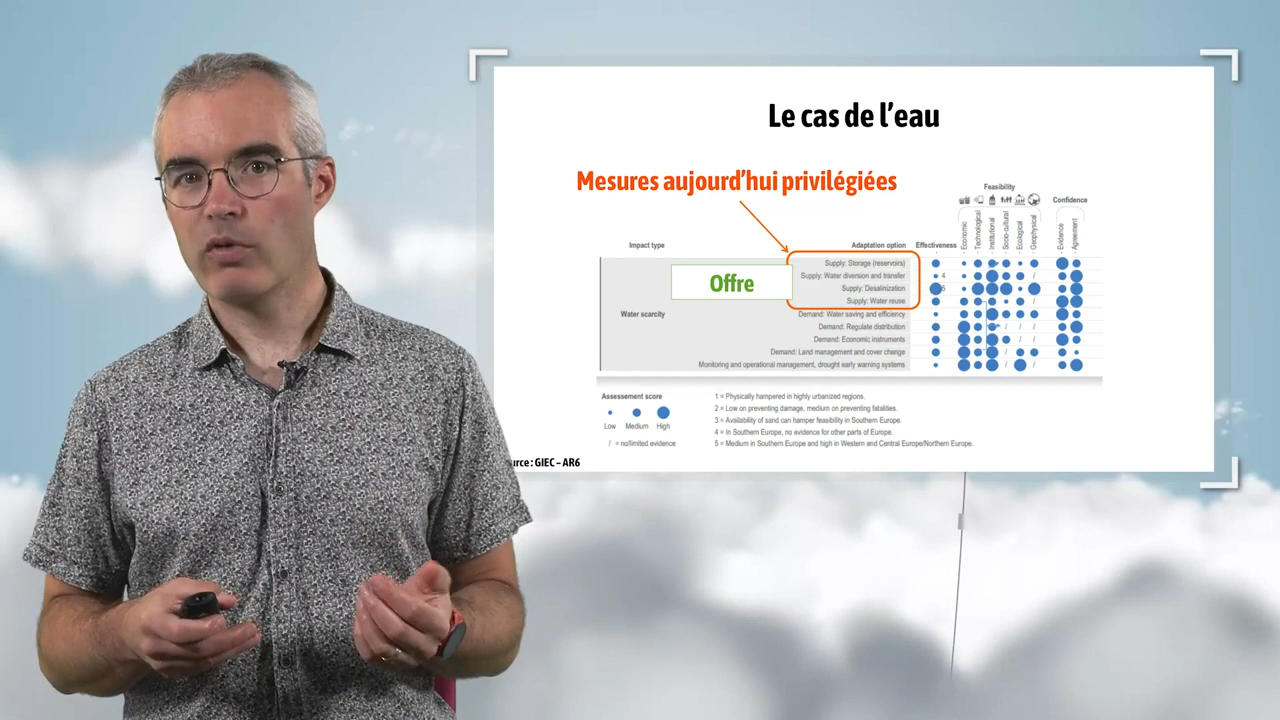 Le cas de l'eau
Mesures aujourd'hui privilégiées
Feasibility
Confidence
Economic
Technological
Institutional
Socio-cultural
Ecological
Geophysical
Evidence
Agreement
Impact type
Adaptation option
Effectiveness
Offre
Supply: Storage (reservoirs)
Supply: Water diversion and transfer
4
/
Supply: Desalinization
5
Supply: Water reuse
/
Water scarcity
Demand: Water saving and efficiency
Demand: Regulate distribution
/ / /
Demand: Economic instruments
/ /
Demand: Land management and cover change
/
Monitoring and operational management, drought early warning systems
/ /
Assessement score
Low Medium High
/ = no/limited evidence
1 = Physically hampered in highly urbanized regions.
2 = Low on preventing damage, medium on preventing fatalities.
3 = Availability of sand can hamper feasibility in Southern Europe.
4 = In Southern Europe, no evidence for other parts of Europe.
5 = Medium in Southern Europe and high in Western and Central Europe/Northern Europe.
urce : GIEC – AR6